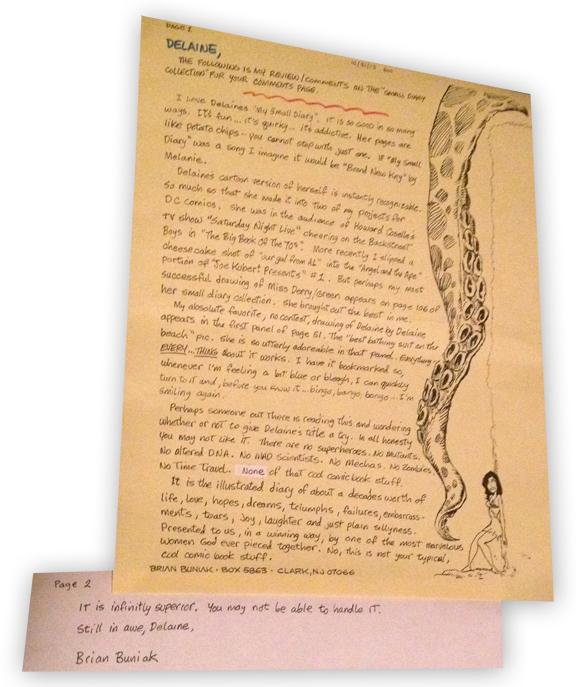 PAGE 1
DELAINE,
THE FOLLOWING IS MY REVIEW/COMMENTS ON THE "SMALL DIARY
COLLECTION" FOR YOUR COMMENTS PAGE.
I LOVE DELAINES "MY SMALL DIARY". IT IS SO GOOD IN SO MANY
WAYS. IT'S FUN... IT'S QUIRKY... IT'S ADDICTIVE. HER PAGES ARE
LIKE POTATO CHIPS - YOU CANNOT STOP WITH JUST ONE. IF "MY SMALL
DIARY" WAS A SONG I IMAGINE IT WOULD BE "BRAND NEW KEY" BY
MELANIE.
DELAINE'S CARTOON VERSION OF HERSELF IS INSTANTLY RECOGNIZABLE.
SO MUCH SO THAT SHE MADE IT INTO TWO OF MY PROJECTS FOR
DC COMICS. SHE WAS IN THE AUDIENCE OF HOWARD COSELL'S
TV SHOW "SATURDAY NIGHT LIVE" CHEERING ON THE BACKSTREET
BOYS IN "THE BIG BOOK OF THE 70'S". MORE RECENTLY I SLIPPED A
CHEESECAKE SHOT OF "OUR GAL FROM AL" INTO THE "ANGEL AND THE APE"
PORTION OF "JOE KUBERT PRESENTS" #1. BUT PERHAPS MY MOST
SUCCESSFUL DRAWING OF MISS DERRY/GREEN APPEARS ON PAGE 106 OF
HER SMALL DIARY COLLECTION. SHE BROUGHT OUT THE BEST IN ME.
MY ABSOLUTE FAVORITE, NO CONTEST, DRAWING OF DELAINE BY DELAINE
APPEARS IN THE FIRST PANEL OF PAGE 51. THE "BEST BATHING SUIT ON THE
BEACH" PIC. SHE IS SO UTTERLY ADOREABLE IN THAT PANEL. EVERYTHING -
EVERY...THING ABOUT IT WORKS. I HAVE IT BOOKMARKED SO,
WHENEVER I'M FEELING A BIT BLUE OR BLEAGH, I CAN QUICKLY
TURN TO IT AND, BEFORE YOU KNOW IT... BINGO, BANGO, BONGO... I'M
SMILING AGAIN.
PERHAPS SOMEONE OUT THERE IS READING THIS AND WONDERING
WHETHER OR NOT TO GIVE DELAINE'S TITLE A TRY. IN ALL HONESTY
YOU MAY NOT LIKE IT. THERE ARE NO SUPERHEROES. NO MUTANTS.
NO ALTERED DNA. NO MAD SCIENTISTS. NO MECHAS. NO ZOMBIES.
NO TIME TRAVEL. NONE OF THAT COOL COMIC BOOK STUFF.
IT IS THE ILLUSTRATED DIARY OF ABOUT A DECADES WORTH OF
LIFE, LOVE, HOPES, DREAMS, TRIUMPHS, FAILURES, EMBARRASS-
MENTS, TEARS, JOY, LAUGHTER AND JUST PLAIN SILLYNESS.
PRESENTED TO US, IN A WINNING WAY, BY ONE OF THE MOST MARVELOUS
WOMEN GOD EVER PIECED TOGETHER. NO, THIS IS NOT YOUR TYPICAL,
COOL COMIC BOOK STUFF.
BRIAN BUNIAK · BOX 5863 · CLARK, NJ 07066
Page 2
IT IS INFINITLY SUPERIOR. YOU MAY NOT BE ABLE TO HANDLE IT.
STILL IN AWE, DELAINE,
BRIAN BUNIAK